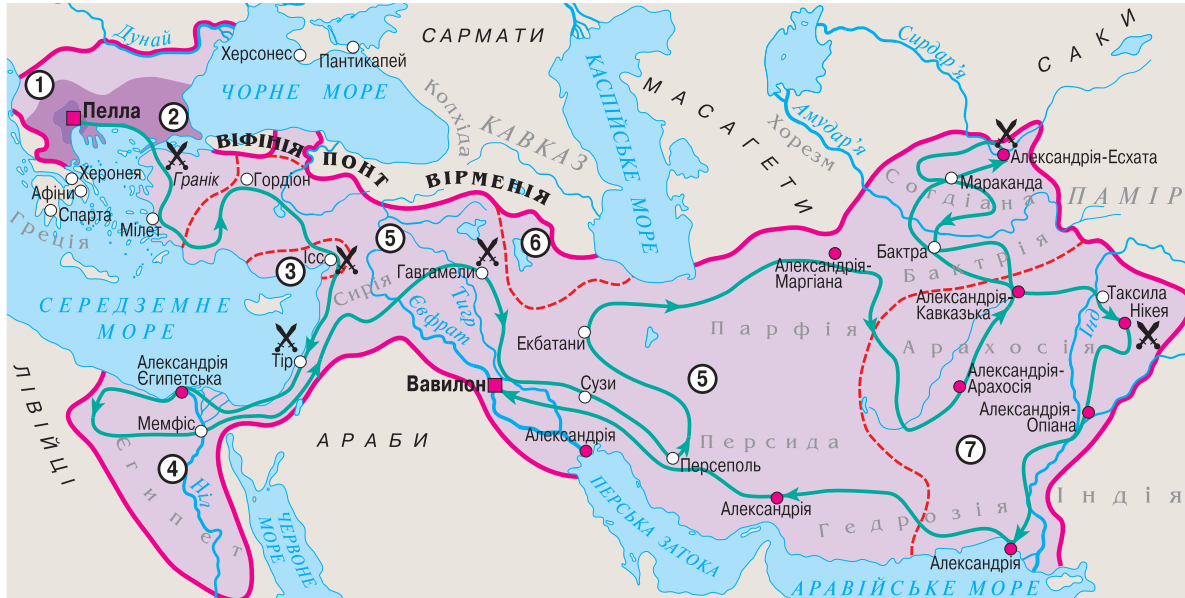 Дунай
Херсонес
Пантикапей
САРМАТИ
ЧОРНЕ МОРЕ
Колхіда
КАВКАЗ
КАСПІЙСЬКЕ МОРЕ
МАСАГЕТИ
Хорезм
Амудар'я
Сирдар'я
САКИ
1
2
Пелла
ВІФІНІЯ
ПОНТ
ВІРМЕНІЯ
Гранік
Гордіон
Херонея
Афіни
Спарта
Греція
Мілет
3
Ісс
5
6
Гавгамели
Сирія
Тигр
Євфрат
СЕРЕДЗЕМНЕ
МОРЕ
Тір
Александрія-Есхата
Мараканда
Согдіана
ПАМІР
Бактра
Бактрія
Александрія-
Маргіана
Александрія-
Кавказька
Таксила
Нікея
Інд
Парфія
Арахосія
Екбатани
Александрія
Єгипетська
Мемфіс
ЛІВІЙЦІ
Єгипет
4
Ніл
ЧЕРВОНЕ
МОРЕ
АРАБИ
Вавилон
Сузи
5
Александрія-
Арахосія
Александрія-
Опіана
Александрія
Персида
Персеполь
7
ПЕРСЬКА ЗАТОКА
Александрія
Гедрозія
Індія
Александрія
АРАВІЙСЬКЕ МОРЕ